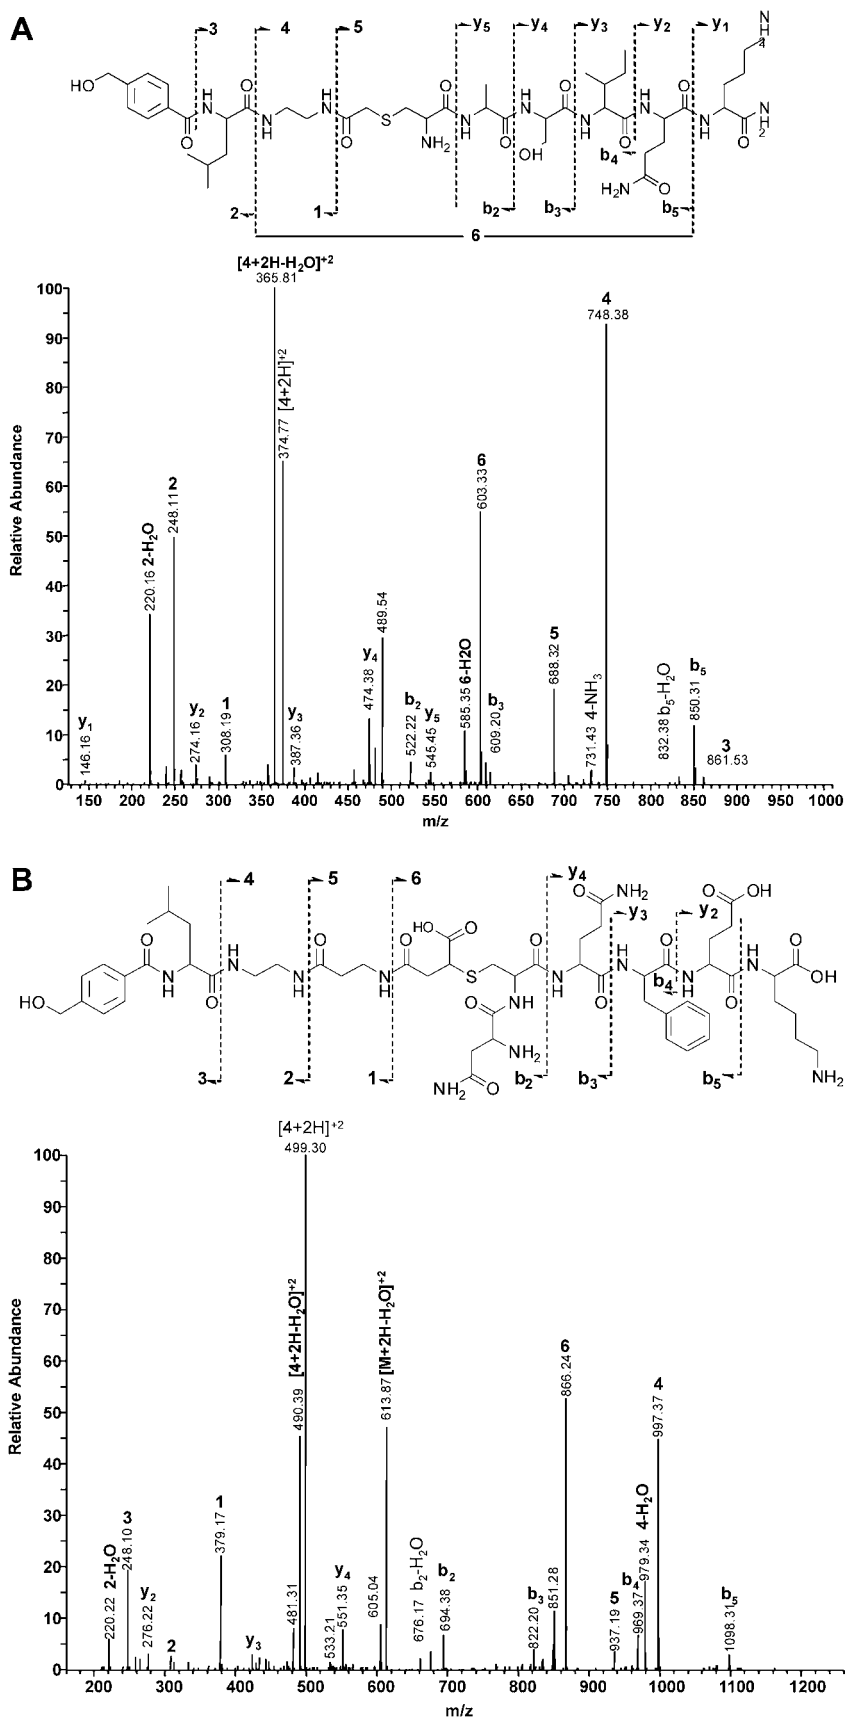 A
3 4 5 y5 y4 y3 y2 y1
H N 2
HO O H N O N H H N O S O NH2 N H O H N OH O N H O H N O N H O H N 2
b4
H2N O
2 1 b2 b3 b5
6
[4+2H-H2O]+2
365.81
4
748.38
374.77 [4+2H]+2
6
603.33
2
248.11
220.16 2-H2O
489.54
y4
474.38
5
688.32
585.35 6-H2O
b5
850.31
832.38 b5-H2O
3
861.53
731.43 4-NH3
b3
609.20
b2
522.22
y5
545.45
y3
387.36
1
308.19
y2
274.16
y1
146.16
100
90
80
70
60
50
40
30
20
10
0
Relative Abundance
150 200 250 300 350 400 450 500 550 600 650 700 750 800 850 900 950 1000
m/z
B
4 5 6 y4 y3 y2
O NH2 O OH
HO O
O N H H N O N H O N H O S O N H O H N O N H O H N O OH
HO
b4
NH O NH2 NH2 O
NH2
3 2 1 b2 b3 b5
[4+2H]+2
499.30
490.39 [4+2H-H2O]+2
613.87 [M+2H-H2O]+2
6
866.24
4
997.37
979.34 4-H2O
3
248.10
220.22 2-H2O
1
379.17
y2
276.22
2
y3
481.31
533.21
y4
551.35
605.04
676.17 b2-H2O
b2
694.38
b3
822.20
851.28
5
937.19
b4
969.37
b5
1098.31
100
90
80
70
60
50
40
30
20
10
0
Relative Abundance
200 300 400 500 600 700 800 900 1000 1100 1200
m/z